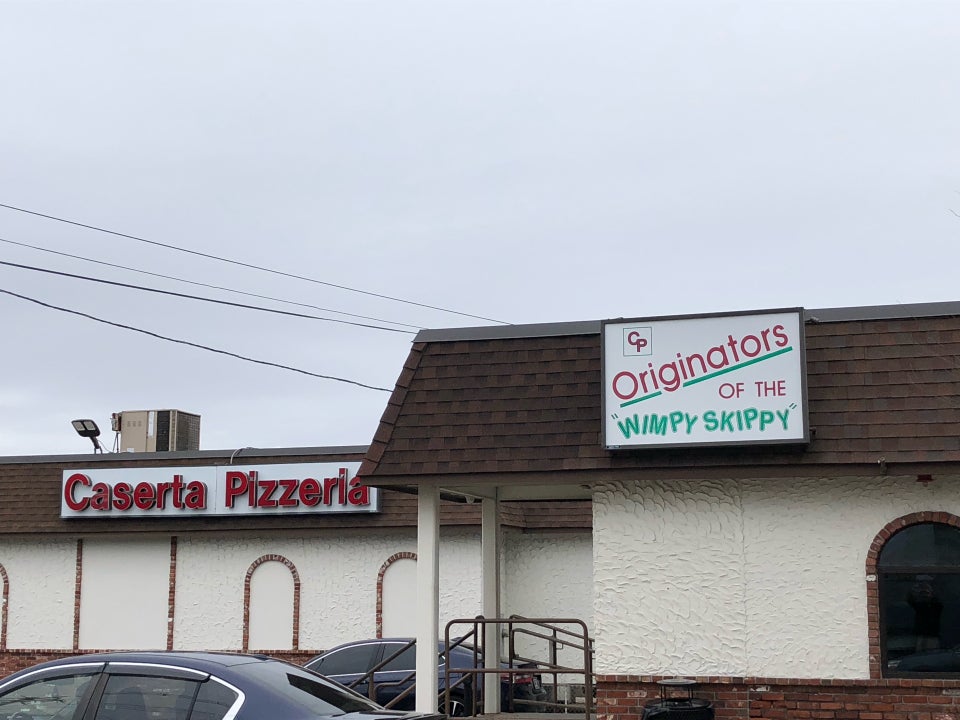 CP
Originators
OF THE
"WIMPY SKIPPY"
Caserta Pizzeria